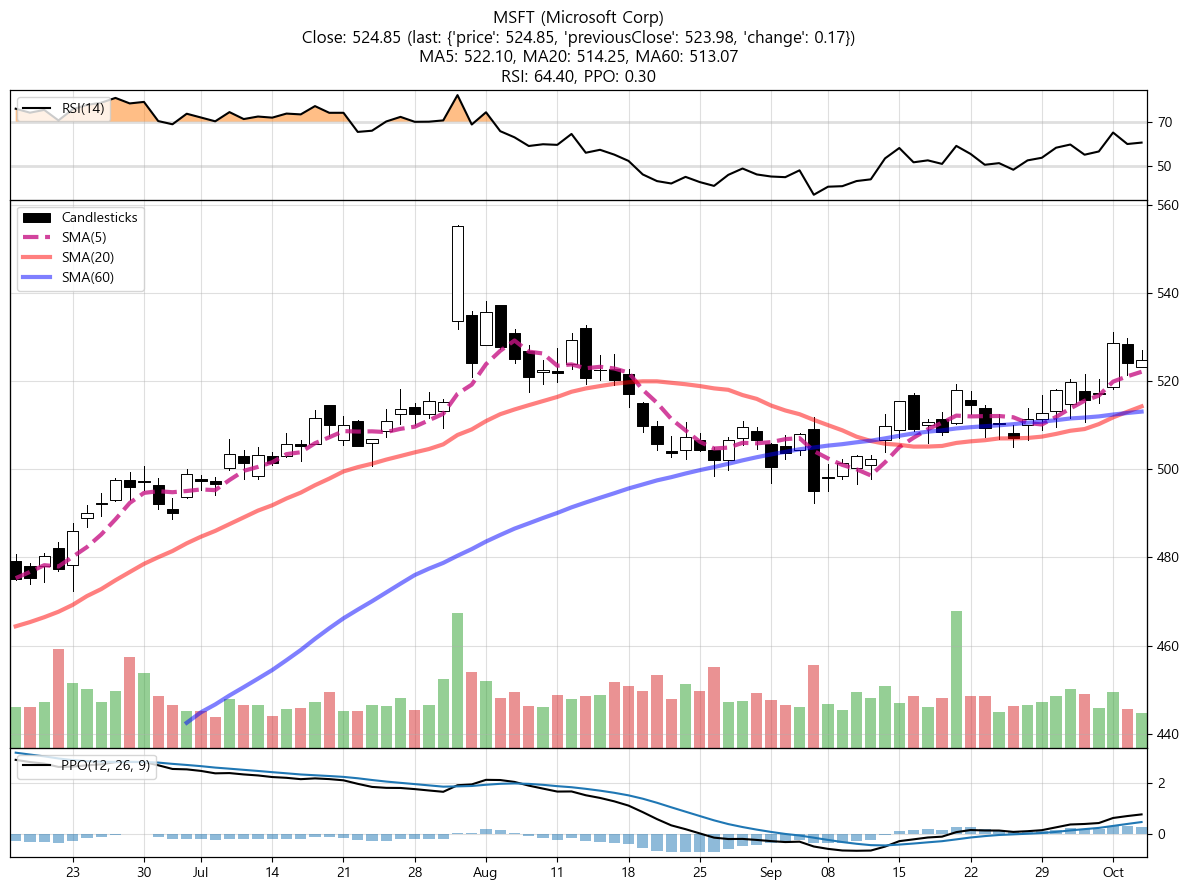 MSFT (Microsoft Corp)
Close: 524.85 (last: {'price': 524.85, 'previousClose': 523.98, 'change': 0.17})
MA5: 522.10, MA20: 514.25, MA60: 513.07
RSI: 64.40, PPO: 0.30
RSI(14)
70
50
Candlesticks
SMA(5)
SMA(20)
SMA(60)
560
540
520
500
480
460
440
PPO(12, 26, 9)
2
0
23 30 Jul 14 21 28 Aug 11 18 25 Sep 08 15 22 29 Oct